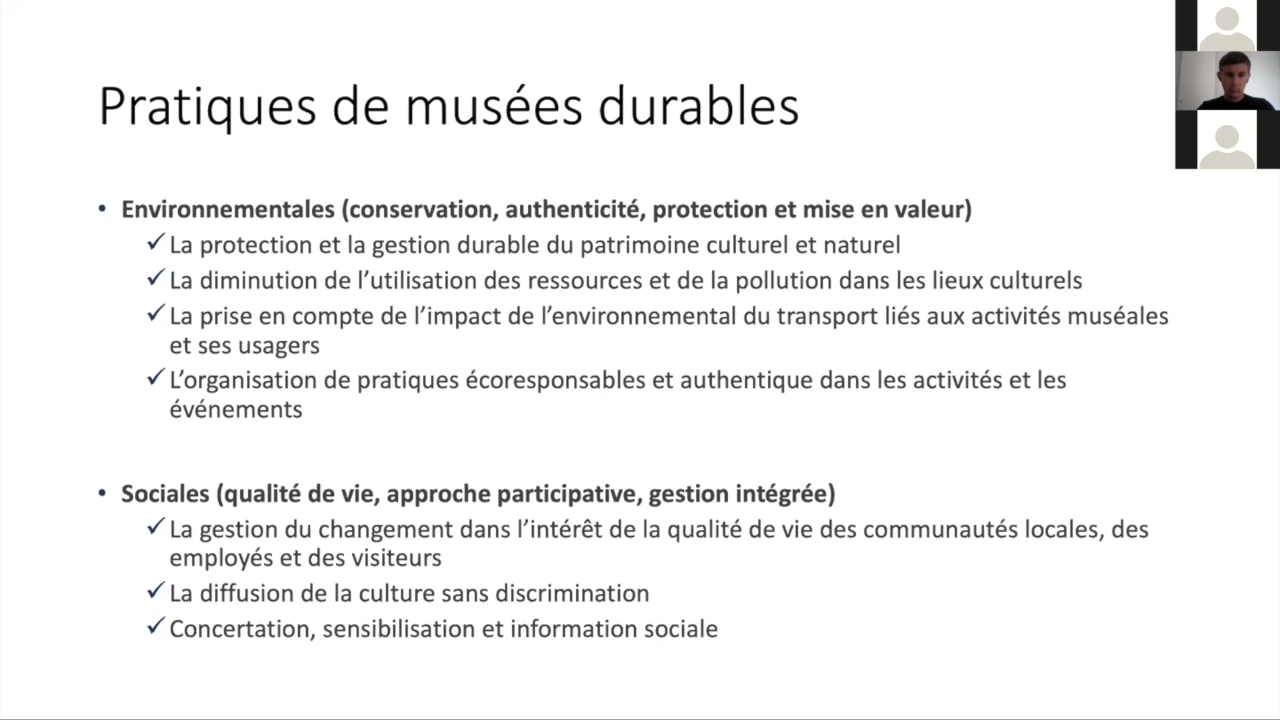 Pratiques de musées durables
• Environnementales (conservation, authenticité, protection et mise en valeur)
✓ La protection et la gestion durable du patrimoine culturel et naturel
✓ La diminution de l’utilisation des ressources et de la pollution dans les lieux culturels
✓ La prise en compte de l’impact de l’environnemental du transport liés aux activités muséales
et ses usagers
✓ L’organisation de pratiques écoresponsables et authentique dans les activités et les
événements
• Sociales (qualité de vie, approche participative, gestion intégrée)
✓ La gestion du changement dans l’intérêt de la qualité de vie des communautés locales, des
employés et des visiteurs
✓ La diffusion de la culture sans discrimination
✓ Concertation, sensibilisation et information sociale